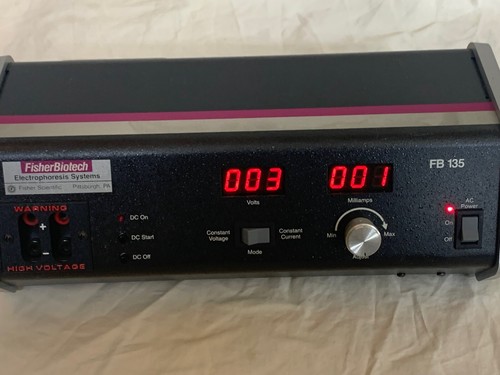 FisherBiotech
Electrophoresis Systems
Fisher Scientific Pittsburgh, PA
WARNING
+
-
HIGH VOLTAGE
DC On
DC Start
DC Off
003
Volts
001
Milliamps
Constant Voltage
Constant Current
Mode
Min
Max
Adjust
FB 135
AC Power
On
Off